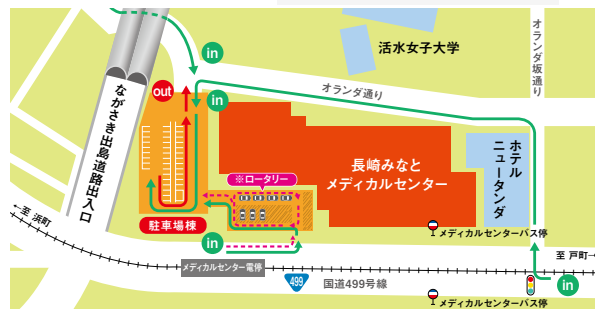 in
活水女子大学
オランダ坂通り
out
in
オランダ通り
ながさき出島道路出入口
長崎みなと
メディカルセンター
ホテル
ニュータンダ
※ロータリー
←至 浜町
駐車場棟
in
メディカルセンターバス停
至 戸町→
メディカルセンター電停
499
国道499号線
in
メディカルセンターバス停